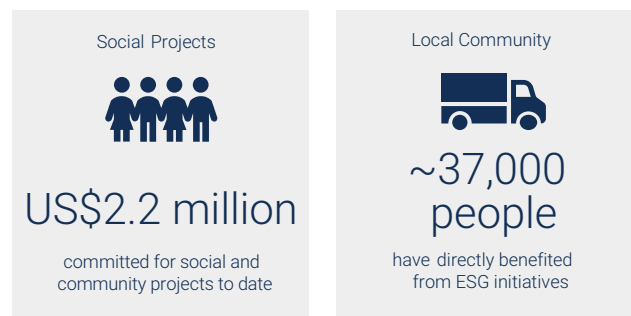 Social Projects
US$2.2 million
committed for social and
community projects to date
Local Community
~37,000
people
have directly benefited
from ESG initiatives